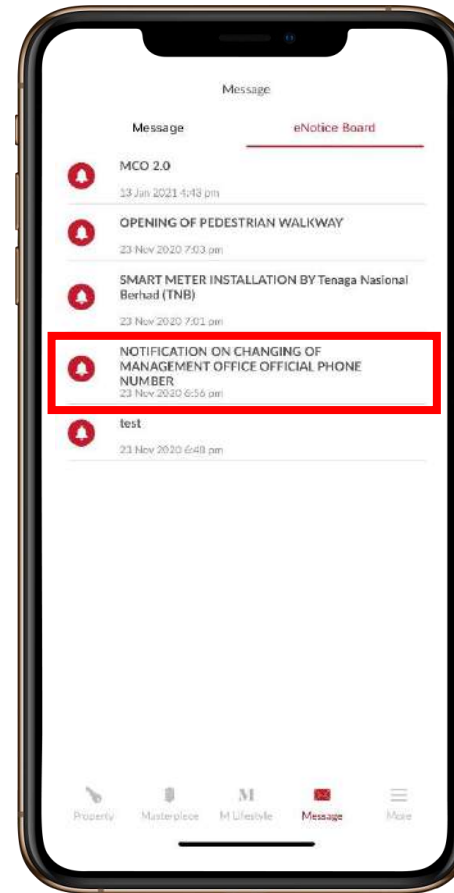 Message
Message eNotice Board
MCO 2.0
13 Jan 2021 4:43 pm
OPENING OF PEDESTRIAN WALKWAY
23 Nov 2020 7:03 pm
SMART METER INSTALLATION BY Tenaga Nasional
Berhad (TNB)
23 Nov 2020 7:01 pm
NOTIFICATION ON CHANGING OF
MANAGEMENT OFFICE OFFICIAL PHONE
NUMBER
23 Nov 2020 6:56 pm
test
23 Nov 2020 6:48 pm
Property Masterpiece M Lifestyle Message More